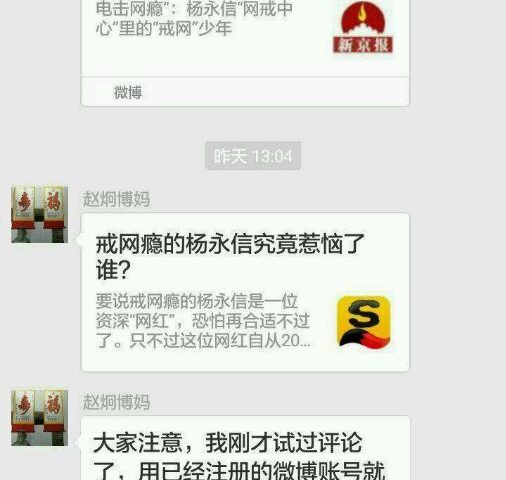 电击网瘾”：杨永信“网戒中
心”里的“戒网”少年
新京报
微博
昨天 13:04
赵炯博妈
戒网瘾的杨永信究竟惹恼了
谁？
要说戒网瘾的杨永信是一位
资深“网红”，恐怕再合适不过
了。只不过这位网红自从20...
赵炯博妈
大家注意，我刚才试过评论
了，用已经注册的微博账号就